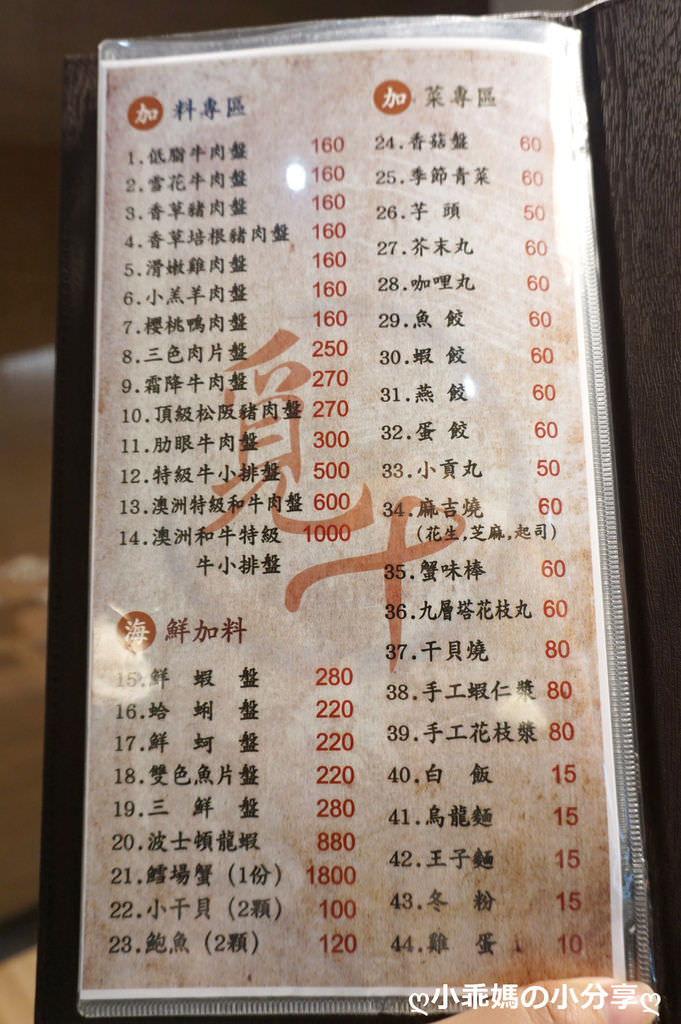 加料專區
1.低脂牛肉盤 160
2.雪花牛肉盤 160
3.香草豬肉盤 160
4.香草培根豬肉盤 160
5.滑嫩雞肉盤 160
6.小羔羊肉盤 160
7.櫻桃鴨肉盤 160
8.三色肉片盤 250
9.霜降牛肉盤 270
10.頂級松阪豬肉盤 270
11.肋眼牛肉盤 300
12.特級牛小排盤 500
13.澳洲特級和牛肉盤 600
14.澳洲和牛特級 1000
牛小排盤
海鮮加料
15.鮮蝦盤 280
16.蛤蜊盤 220
17.鮮蚵盤 220
18.雙色魚片盤 220
19.三鮮盤 280
20.波士頓龍蝦 880
21.鱈場蟹(1份) 1800
22.小干貝(2顆) 100
23.鮑魚(2顆) 120
加菜專區
24.香菇盤 60
25.季節青菜 60
26.芋頭 50
27.芥末丸 60
28.咖哩丸 60
29.魚餃 60
30.蝦餃 60
31.燕餃 60
32.蛋餃 60
33.小貢丸 50
34.麻吉燒 60
(花生,芝麻,起司)
35.蟹味棒 60
36.九層塔花枝丸 60
37.干貝燒 80
38.手工蝦仁漿 80
39.手工花枝漿 80
40.白飯 15
41.烏龍麵 15
42.王子麵 15
43.冬粉 15
44.雞蛋 10
ღ小乖媽の小分享ღ